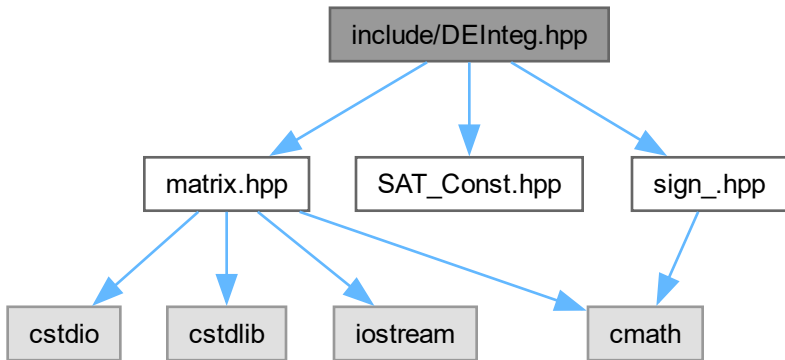 include/DEInteg.hpp
matrix.hpp
SAT_Const.hpp
sign_.hpp
cstdio
cstdlib
iostream
cmath